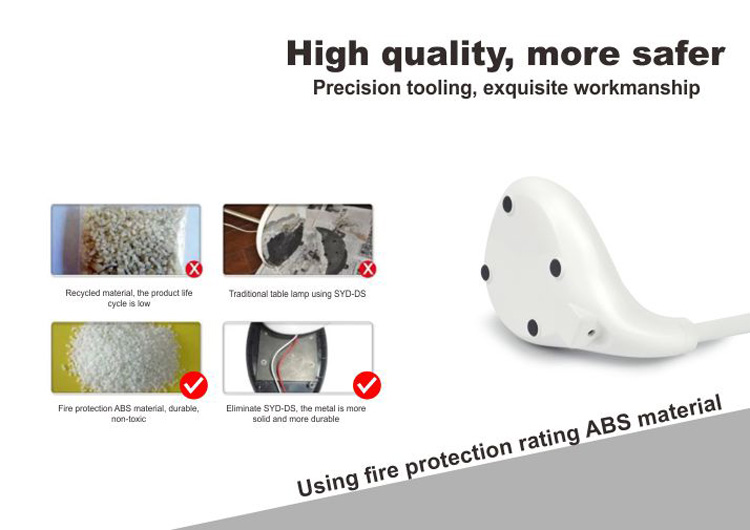 High quality, more safer
Precision tooling, exquisite workmanship
Recycled material, the product life
cycle is low
Traditional table lamp using SYD-DS
Fire protection ABS material, durable,
non-toxic
Eliminate SYD-DS, the metal is more
solid and more durable
Using fire protection rating ABS material